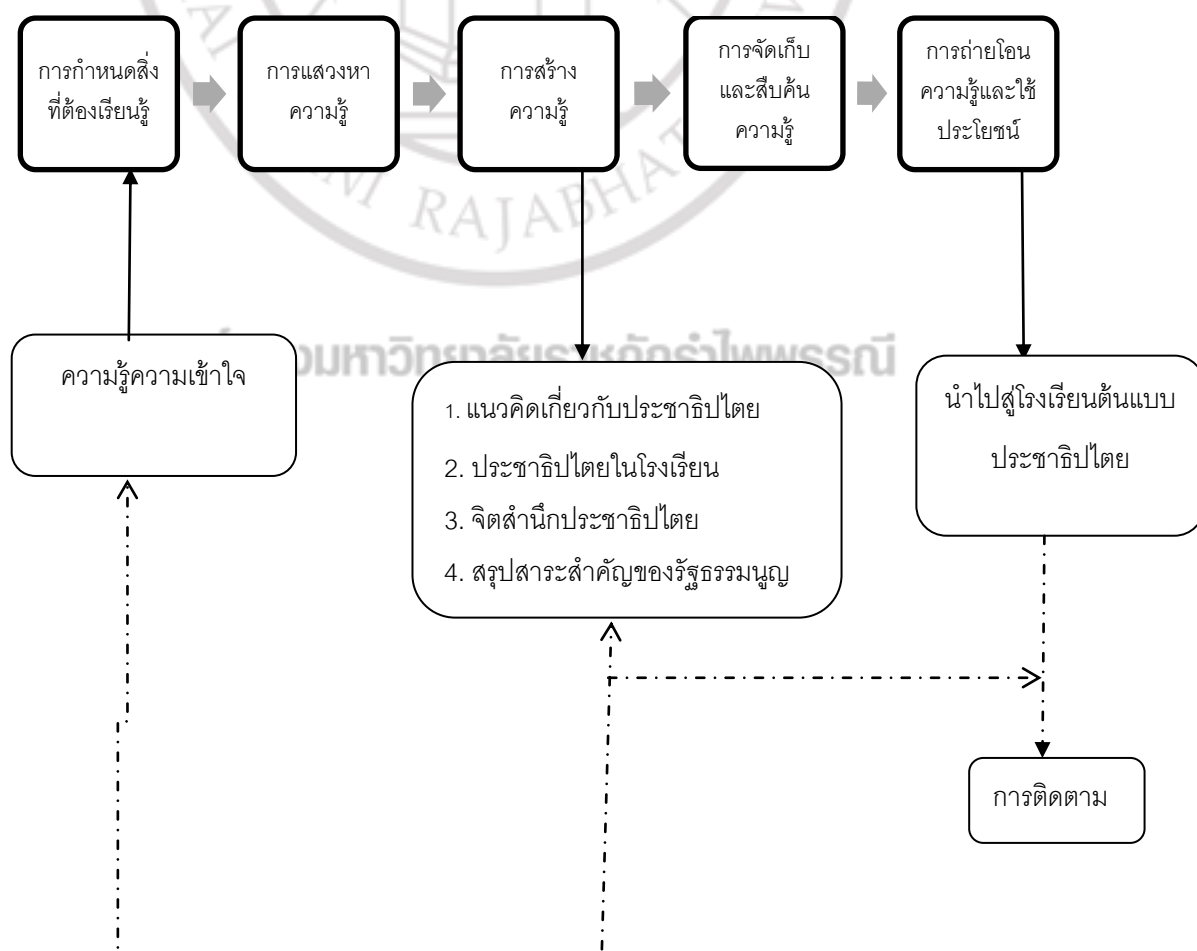 การกำหนดสิ่ง
ที่ต้องเรียนรู้
การแสวงหา
ความรู้
การสร้าง
ความรู้
การจัดเก็บ
และสืบค้น
ความรู้
การถ่ายโอน
ความรู้และใช้
ประโยชน์
RAJABHAT
ความรู้ความเข้าใจ
1. แนวคิดเกี่ยวกับประชาธิปไตย
2. ประชาธิปไตยในโรงเรียน
3. จิตสำนึกประชาธิปไตย
4. สรุปสาระสำคัญของรัฐธรรมนูญ
นำไปสู่โรงเรียนต้นแบบ
ประชาธิปไตย
การติดตาม